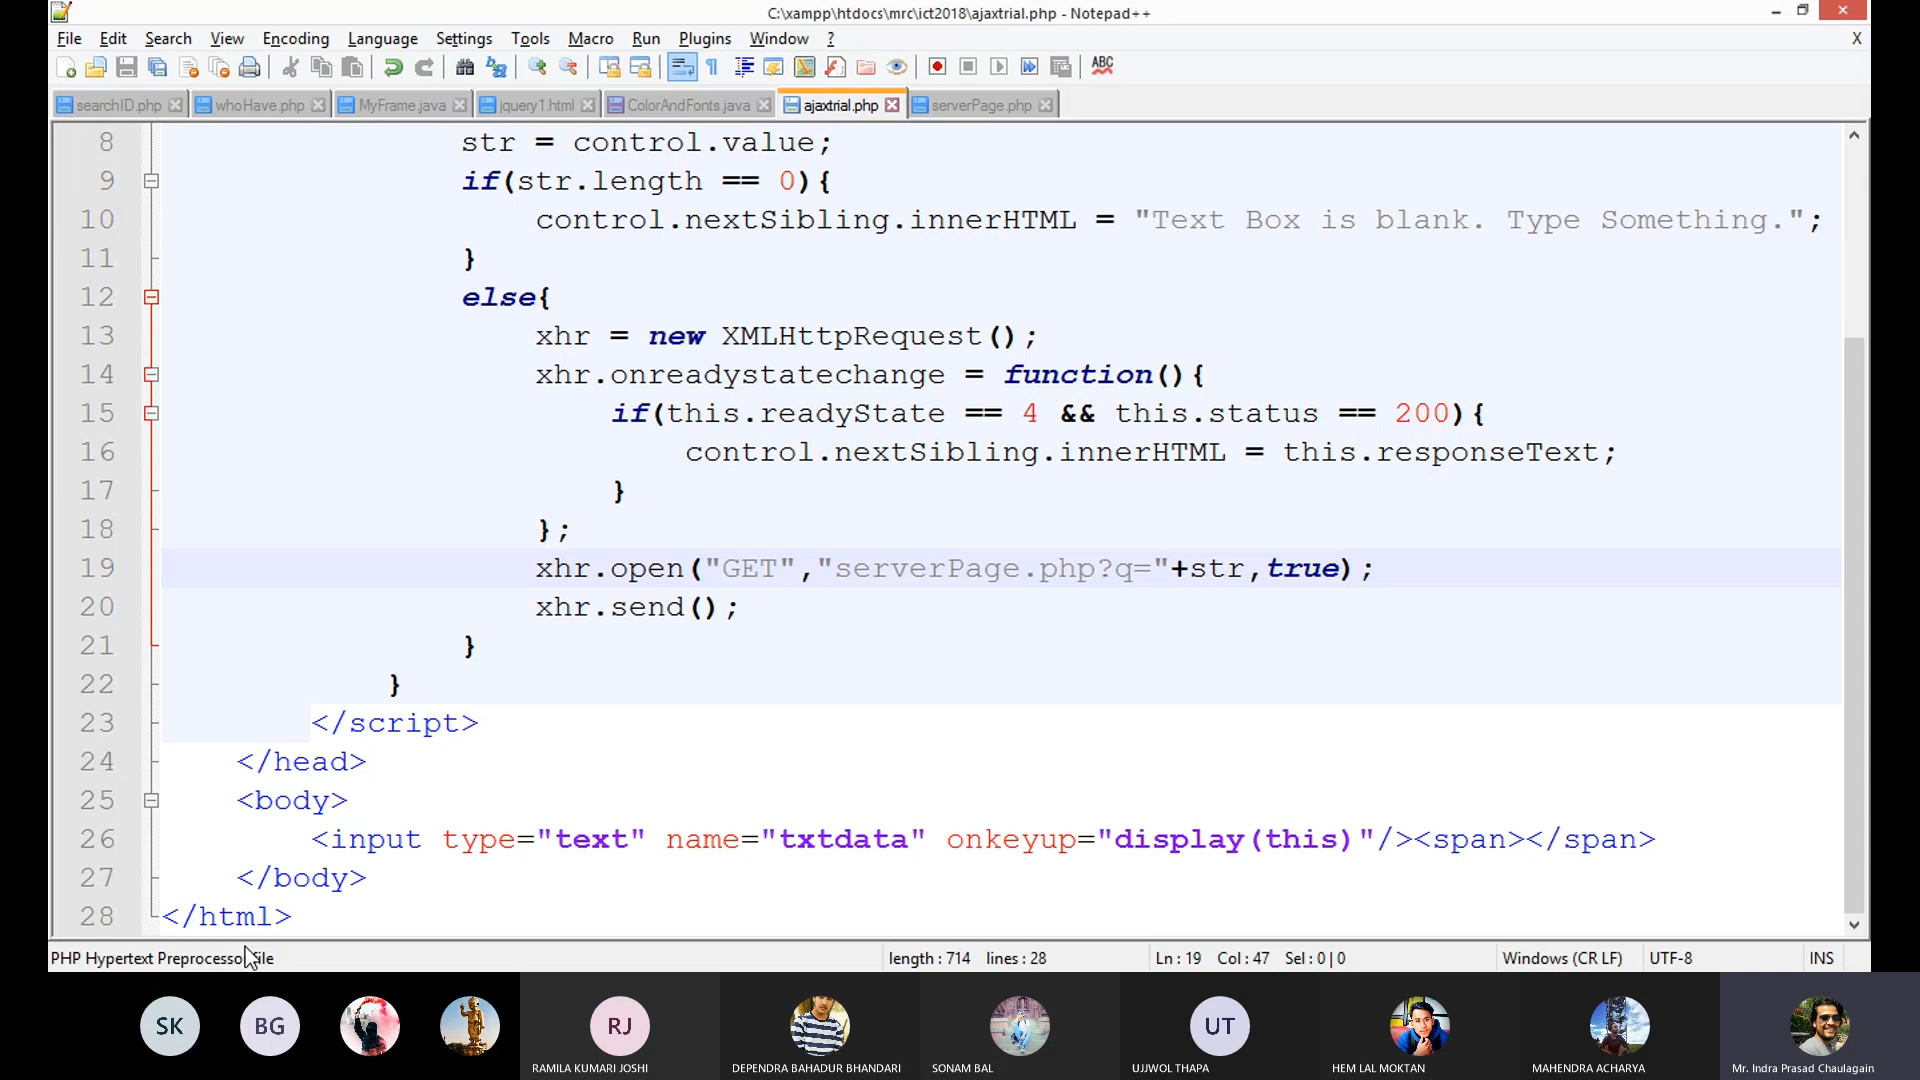 C:\xampp\htdocs\mrc\ict2018\ajaxtrial.php - Notepad++
File Edit Search View Encoding Language Settings Tools Macro Run Plugins Window ? X
ABC
searchID.php whoHave.php MyFrame.java jquery1.html ColorAndFonts.java ajaxtrial.php serverPage.php
8 str = control.value;
9 if(str.length == 0){
10 control.nextSibling.innerHTML = "Text Box is blank. Type Something.";
11 }
12 else{
13 xhr = new XMLHttpRequest();
14 xhr.onreadystatechange = function(){
15 if(this.readyState == 4 && this.status == 200){
16 control.nextSibling.innerHTML = this.responseText;
17 }
18 };
19 xhr.open("GET","serverPage.php?q="+str,true);
20 xhr.send();
21 }
22 }
23 </script>
24 </head>
25 <body>
26 <input type="text" name="txtdata" onkeyup="display(this)"/><span></span>
27 </body>
28 </html>
PHP Hypertext Preprocessor file length : 714 lines : 28 Ln : 19 Col : 47 Sel : 0 | 0 Windows (CR LF) UTF-8 INS
SK BG RJ UT
RAMILA KUMARI JOSHI DEPENDRA BAHADUR BHANDARI SONAM BAL UJJWOL THAPA HEM LAL MOKTAN MAHENDRA ACHARYA Mr. Indra Prasad Chaulagain